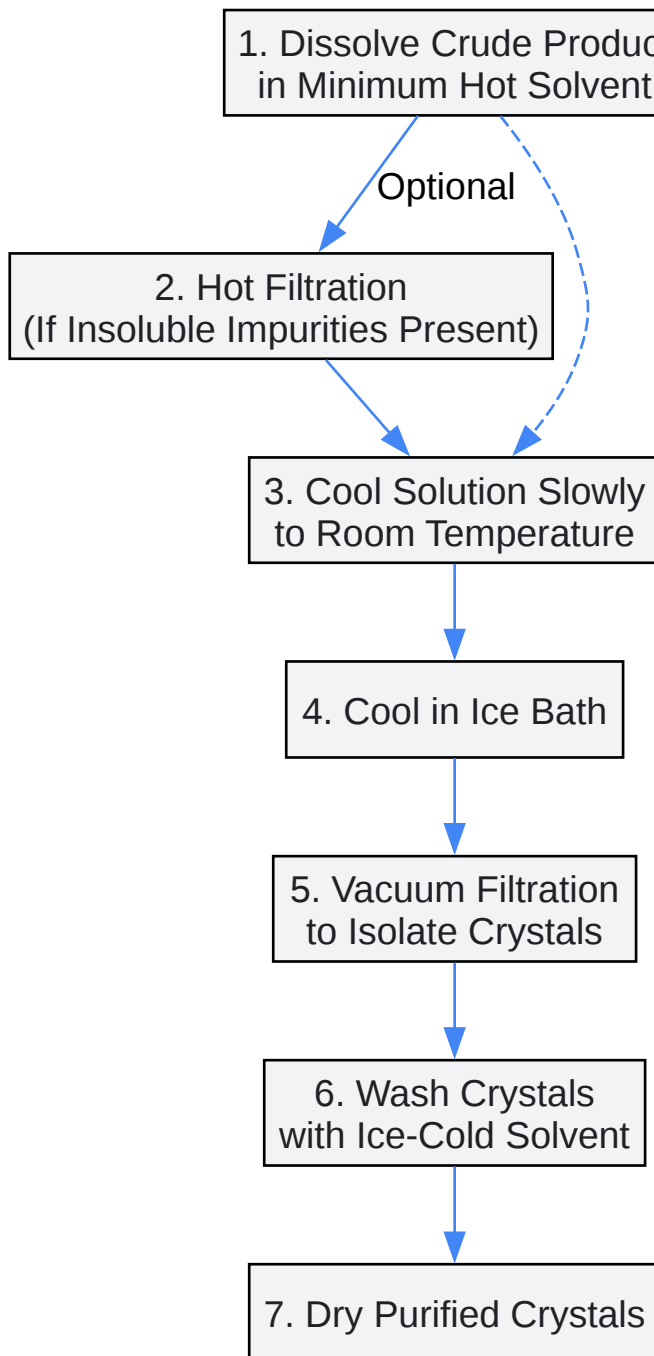 1. Dissolve Crude Produc
in Minimum Hot Solvent
Optional
2. Hot Filtration
(If Insoluble Impurities Present)
3. Cool Solution Slowly
to Room Temperature
4. Cool in Ice Bath
5. Vacuum Filtration
to Isolate Crystals
6. Wash Crystals
with Ice-Cold Solvent
7. Dry Purified Crystals